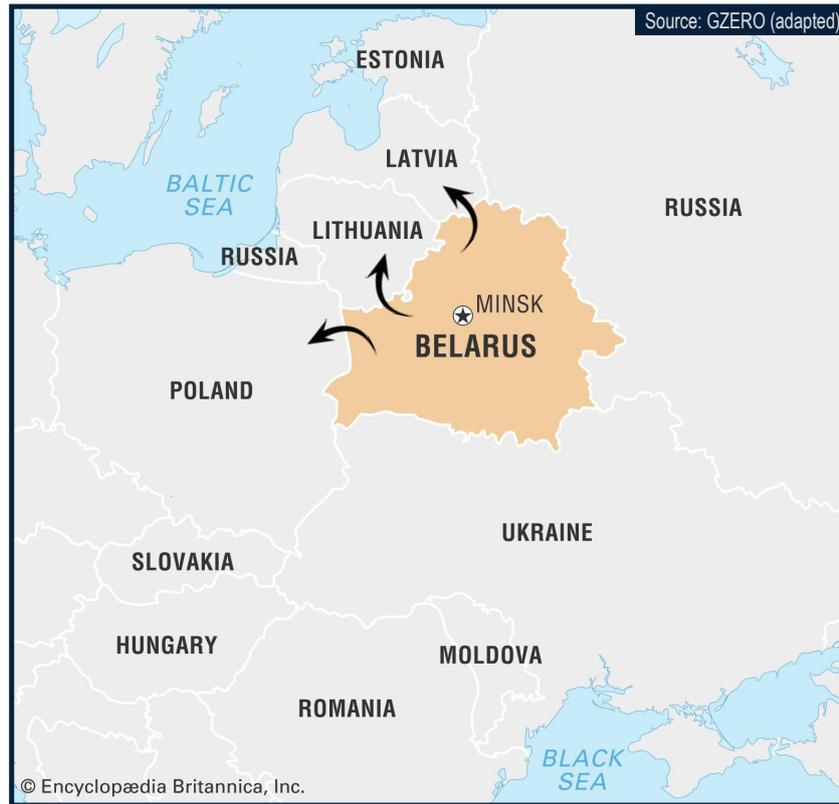 Source: GZERO (adapted)
ESTONIA
LATVIA
BALTIC
SEA
RUSSIA
LITHUANIA
RUSSIA
MINSK
BELARUS
POLAND
UKRAINE
SLOVAKIA
HUNGARY
MOLDOVA
ROMANIA
BLACK
SEA
© Encyclopædia Britannica, Inc.